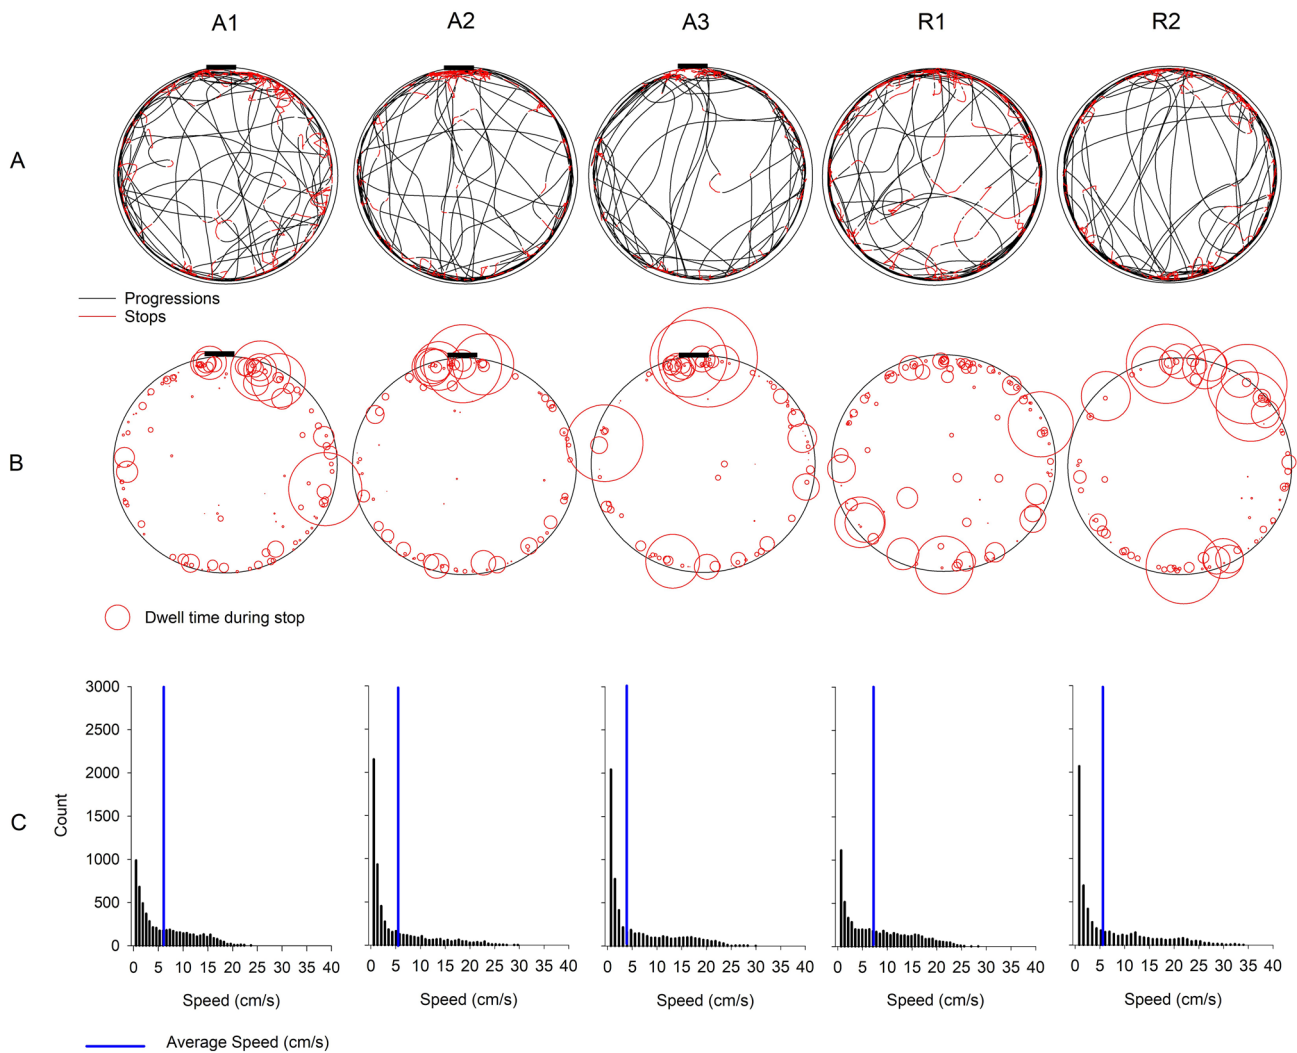 A1 A2 A3 R1 R2
A
Progressions
Stops
B
Dwell time during stop
C
Count
3000
2500
2000
1500
1000
500
0
0 5 10 15 20 25 30 35 40 0 5 10 15 20 25 30 35 40 0 5 10 15 20 25 30 35 40 0 5 10 15 20 25 30 35 40 0 5 10 15 20 25 30 35 40
Speed (cm/s) Speed (cm/s) Speed (cm/s) Speed (cm/s) Speed (cm/s)
Average Speed (cm/s)